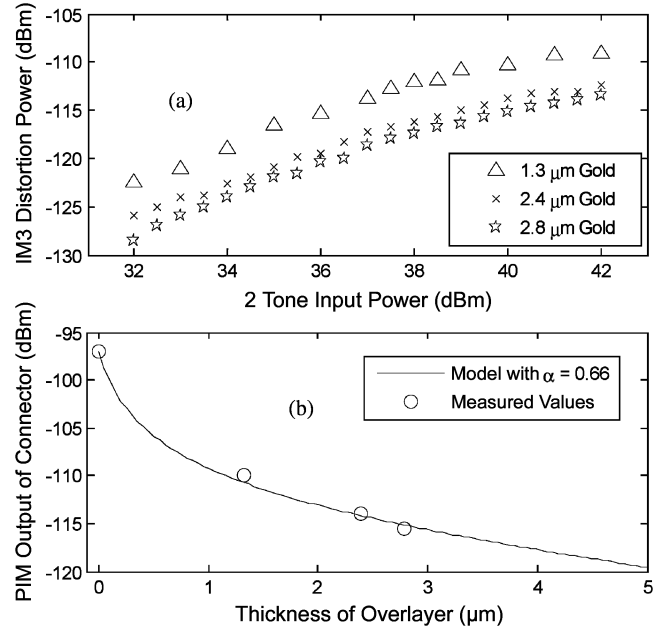 -105
-110
-115
-120
-125
-130
IM3 Distortion Power (dBm)
(a)
1.3 μm Gold
2.4 μm Gold
2.8 μm Gold
32 34 36 38 40 42
2 Tone Input Power (dBm)
-95
-100
-105
-110
-115
-120
PIM Output of Connector (dBm)
Model with α = 0.66
Measured Values
(b)
0 1 2 3 4 5
Thickness of Overlayer (μm)